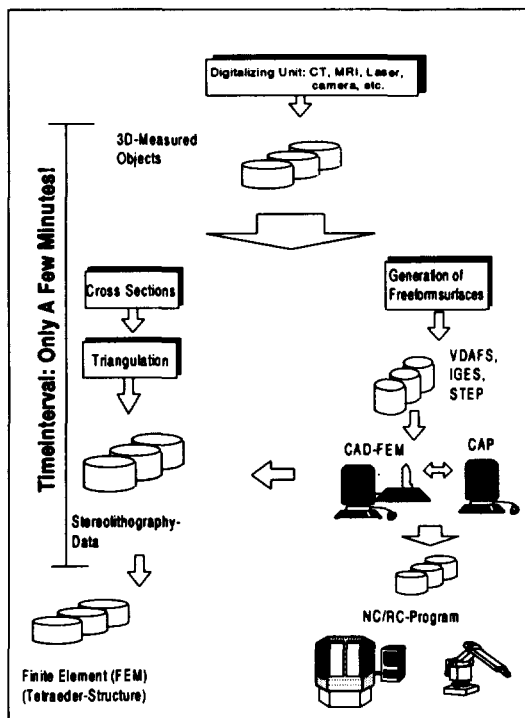 Digitalizing Unit: CT, MRI, Laser,
camera, etc.
3D-Measured
Objects
TimeInterval: Only A Few Minutes!
Cross Sections
Triangulation
Stereolithography-
Data
Finite Element (FEM)
(Tetraeder-Structure)
Generation of
Freeformsurfaces
VDAFS,
IGES,
STEP
CAD-FEM
CAP
NC/RC-Program